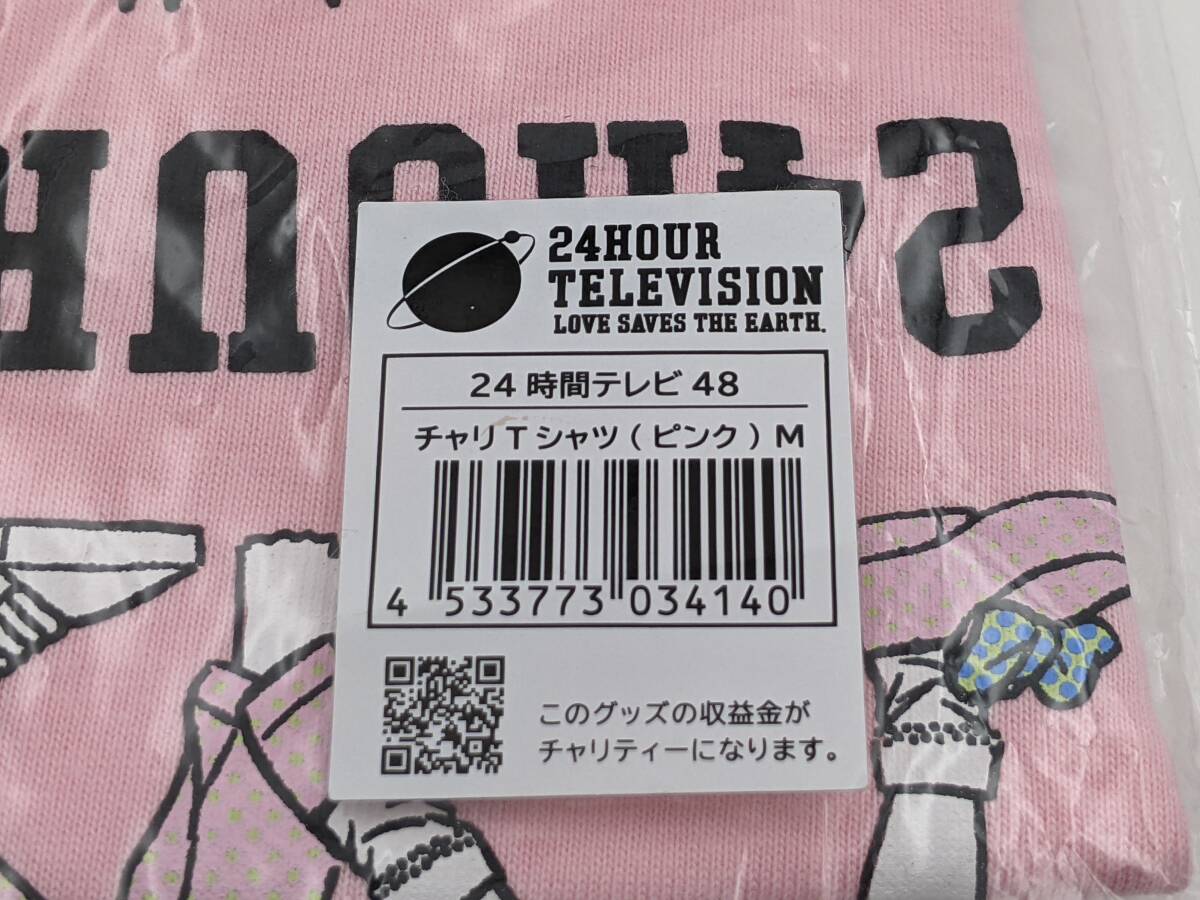 24HOUR
24HOUR
TELEVISION
LOVE SAVES THE EARTH.
24時間テレビ48
チャリTシャツ(ピンク)M
4 533773 034140
このグッズの収益金が
チャリティーになります。